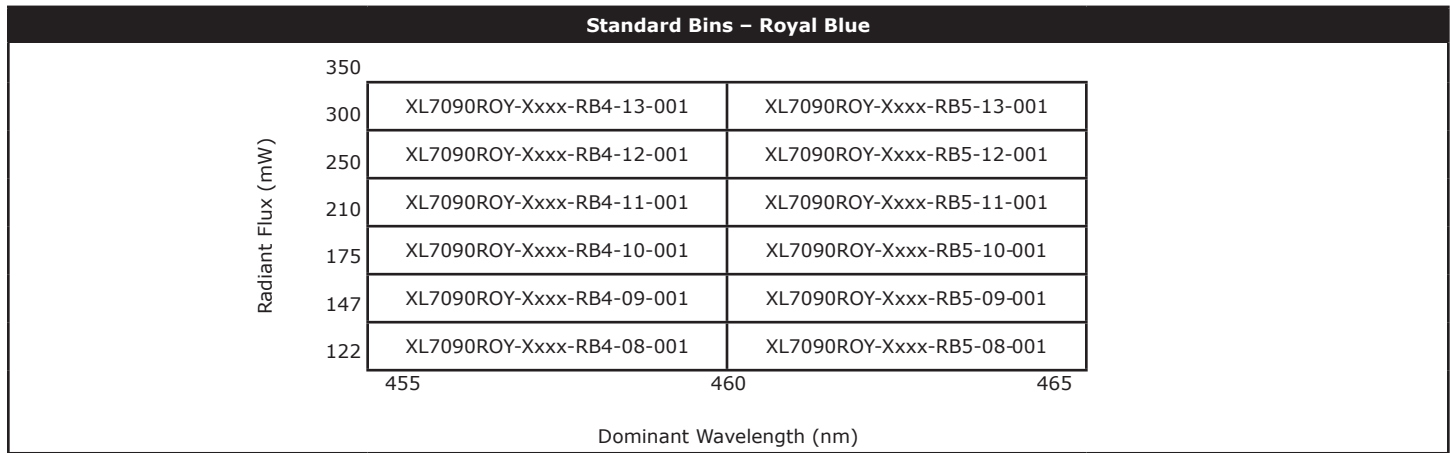 Standard Bins – Royal Blue
350
XL7090ROY-Xxxx-RB4-13-001 XL7090ROY-Xxxx-RB5-13-001
300
XL7090ROY-Xxxx-RB4-12-001 XL7090ROY-Xxxx-RB5-12-001
250
XL7090ROY-Xxxx-RB4-11-001 XL7090ROY-Xxxx-RB5-11-001
210
XL7090ROY-Xxxx-RB4-10-001 XL7090ROY-Xxxx-RB5-10-001
175
XL7090ROY-Xxxx-RB4-09-001 XL7090ROY-Xxxx-RB5-09-001
147
XL7090ROY-Xxxx-RB4-08-001 XL7090ROY-Xxxx-RB5-08-001
122
Radiant Flux (mW)
455 460 465
Dominant Wavelength (nm)